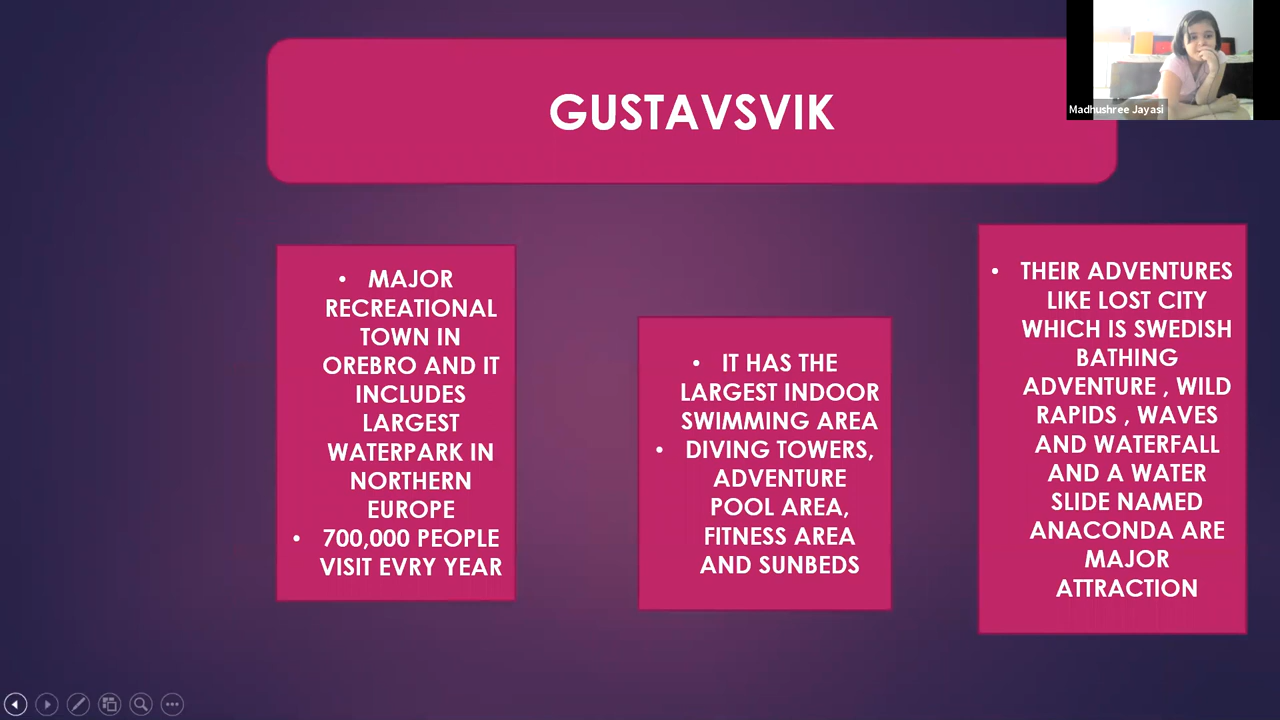 GUSTAVSVIK
Madhushree Jayasi
• MAJOR
RECREATIONAL
TOWN IN
OREBRO AND IT
INCLUDES
LARGEST
WATERPARK IN
NORTHERN
EUROPE
• 700,000 PEOPLE
VISIT EVRY YEAR
• IT HAS THE
LARGEST INDOOR
SWIMMING AREA
• DIVING TOWERS,
ADVENTURE
POOL AREA,
FITNESS AREA
AND SUNBEDS
• THEIR ADVENTURES
LIKE LOST CITY
WHICH IS SWEDISH
BATHING
ADVENTURE , WILD
RAPIDS , WAVES
AND WATERFALL
AND A WATER
SLIDE NAMED
ANACONDA ARE
MAJOR
ATTRACTION